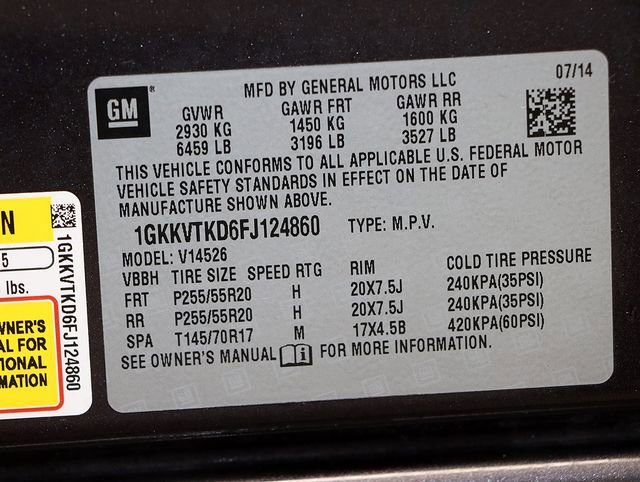 GM
MFD BY GENERAL MOTORS LLC
07/14
GVWR GAWR FRT GAWR RR
2930 KG 1450 KG 1600 KG
6459 LB 3196 LB 3527 LB
THIS VEHICLE CONFORMS TO ALL APPLICABLE U.S. FEDERAL MOTOR
VEHICLE SAFETY STANDARDS IN EFFECT ON THE DATE OF
MANUFACTURE SHOWN ABOVE.
1GKKVTKD6FJ124860 TYPE: M.P.V.
MODEL: V14526
VBBH TIRE SIZE SPEED RTG RIM COLD TIRE PRESSURE
FRT P255/55R20 H 20X7.5J 240KPA(35PSI)
RR P255/55R20 H 20X7.5J 240KPA(35PSI)
SPA T145/70R17 M 17X4.5B 420KPA(60PSI)
SEE OWNER'S MANUAL i FOR MORE INFORMATION.
N
5
lbs.
WNER'S
AL FOR
IONAL
MATION
1GKKVTKD6FJ124860